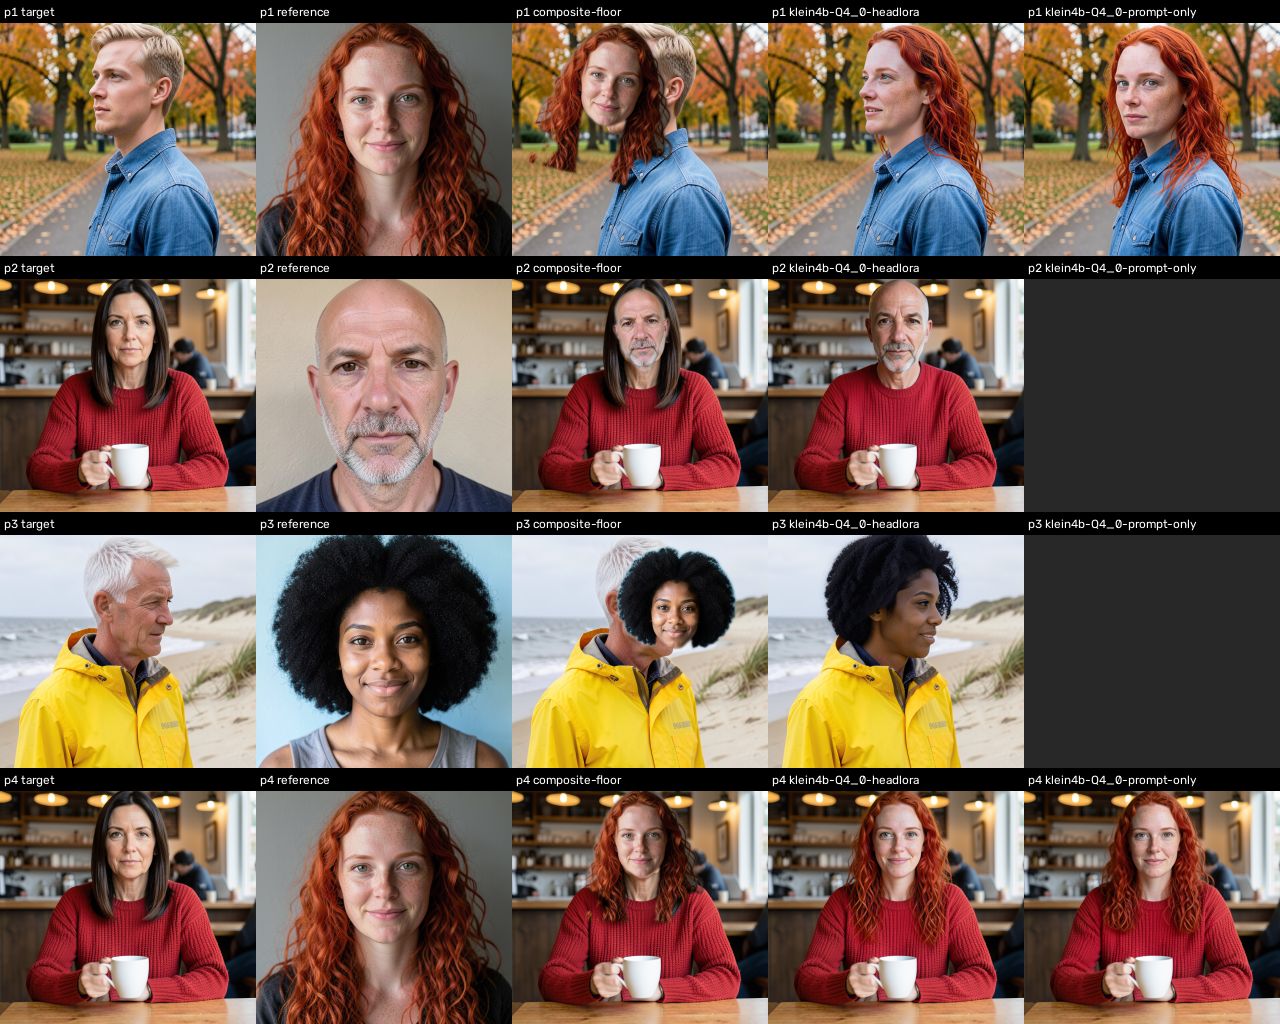 p1 target
p1 reference
p1 composite-floor
p1 klein4b-Q4_0-headlora
p1 klein4b-Q4_0-prompt-only
p2 target
p2 reference
p2 composite-floor
p2 klein4b-Q4_0-headlora
p2 klein4b-Q4_0-prompt-only
p3 target
p3 reference
p3 composite-floor
p3 klein4b-Q4_0-headlora
p3 klein4b-Q4_0-prompt-only
p4 target
p4 reference
p4 composite-floor
p4 klein4b-Q4_0-headlora
p4 klein4b-Q4_0-prompt-only